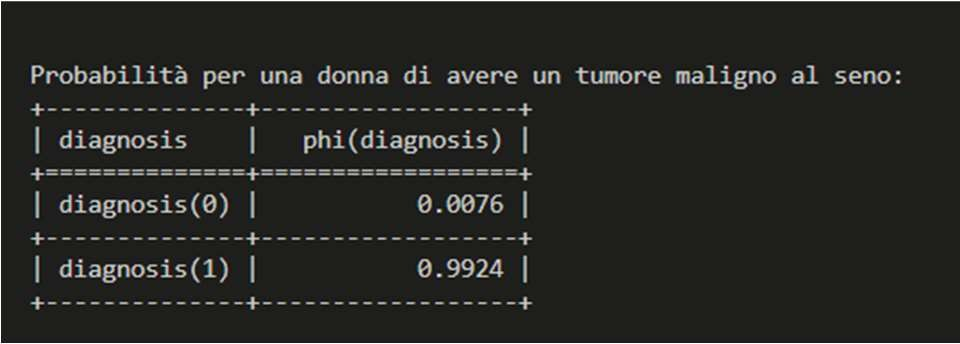 Probabilità per una donna di avere un tumore maligno al seno:
+--------------+------------------+
| diagnosis    |   phi(diagnosis) |
+==============+==================+
| diagnosis(0) |           0.0076 |
+--------------+------------------+
| diagnosis(1) |           0.9924 |
+--------------+------------------+